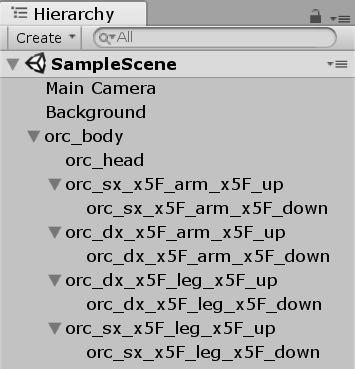 Hierarchy
Create All
SampleScene
Main Camera
Background
orc_body
orc_head
orc_sx_x5F_arm_x5F_up
orc_sx_x5F_arm_x5F_down
orc_dx_x5F_arm_x5F_up
orc_dx_x5F_arm_x5F_down
orc_dx_x5F_leg_x5F_up
orc_dx_x5F_leg_x5F_down
orc_sx_x5F_leg_x5F_up
orc_sx_x5F_leg_x5F_down